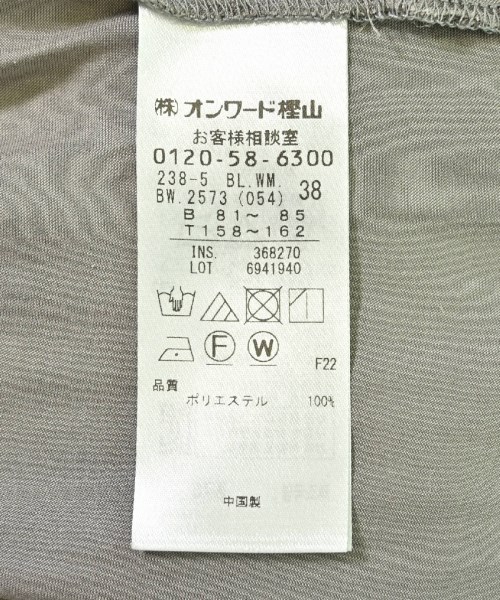 (株)オンワード樫山
お客様相談室
0120-58-6300
238-5 BL.WM. 38
BW.2573 (054)
B 81～ 85
T 158～162
INS. 368270
LOT 6941940
F W
F22
品質
ポリエステル 100%
中国製